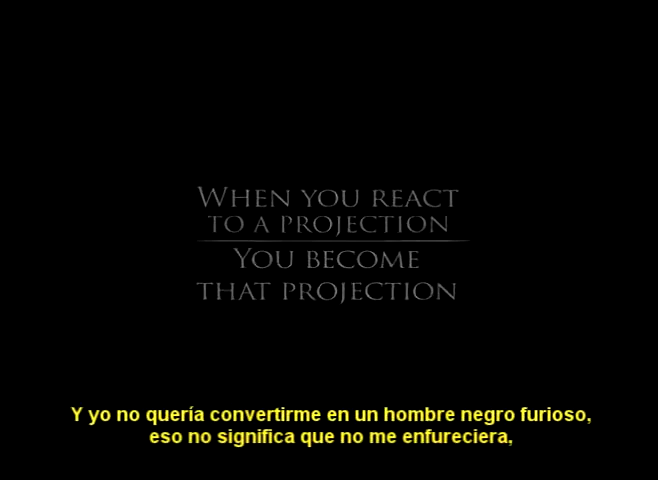 WHEN YOU REACT
TO A PROJECTION
YOU BECOME
THAT PROJECTION
Y yo no quería convertirme en un hombre negro furioso,
eso no significa que no me enfureciera,